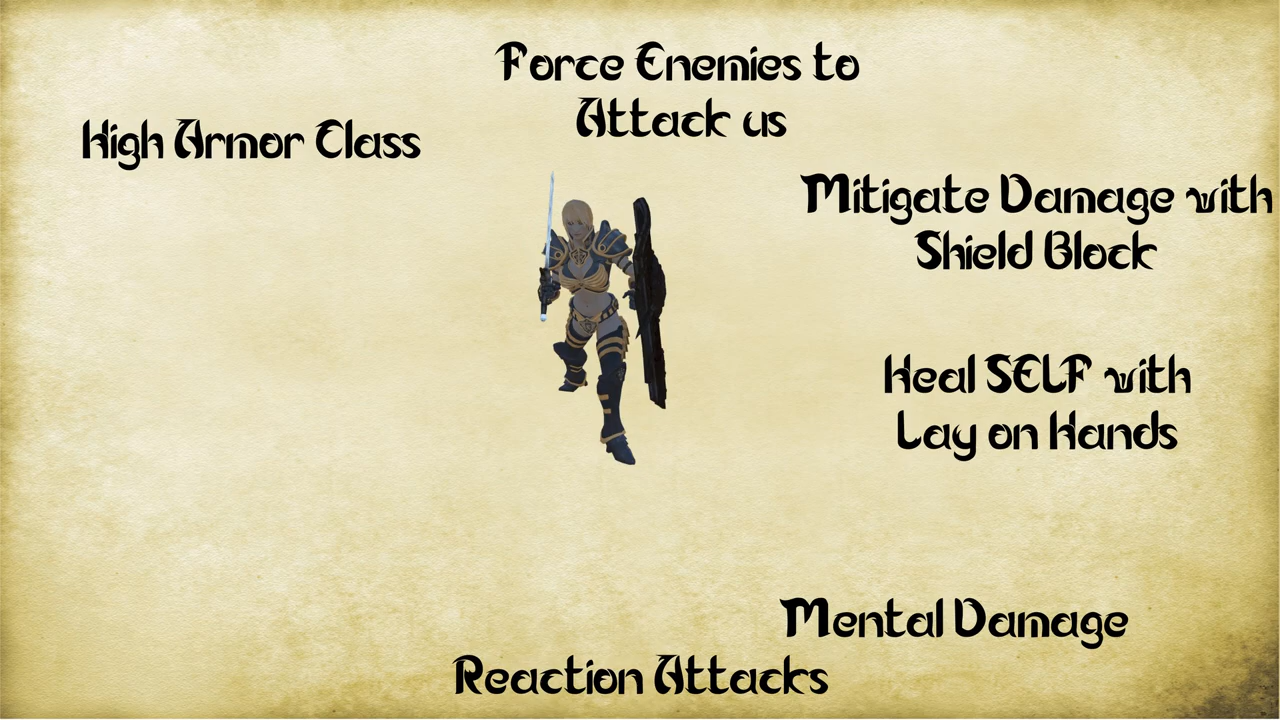 Force Enemies to
Attack us
High Armor Class
Mitigate Damage with
Shield Block
Heal SELF with
Lay on Hands
Mental Damage
Reaction Attacks